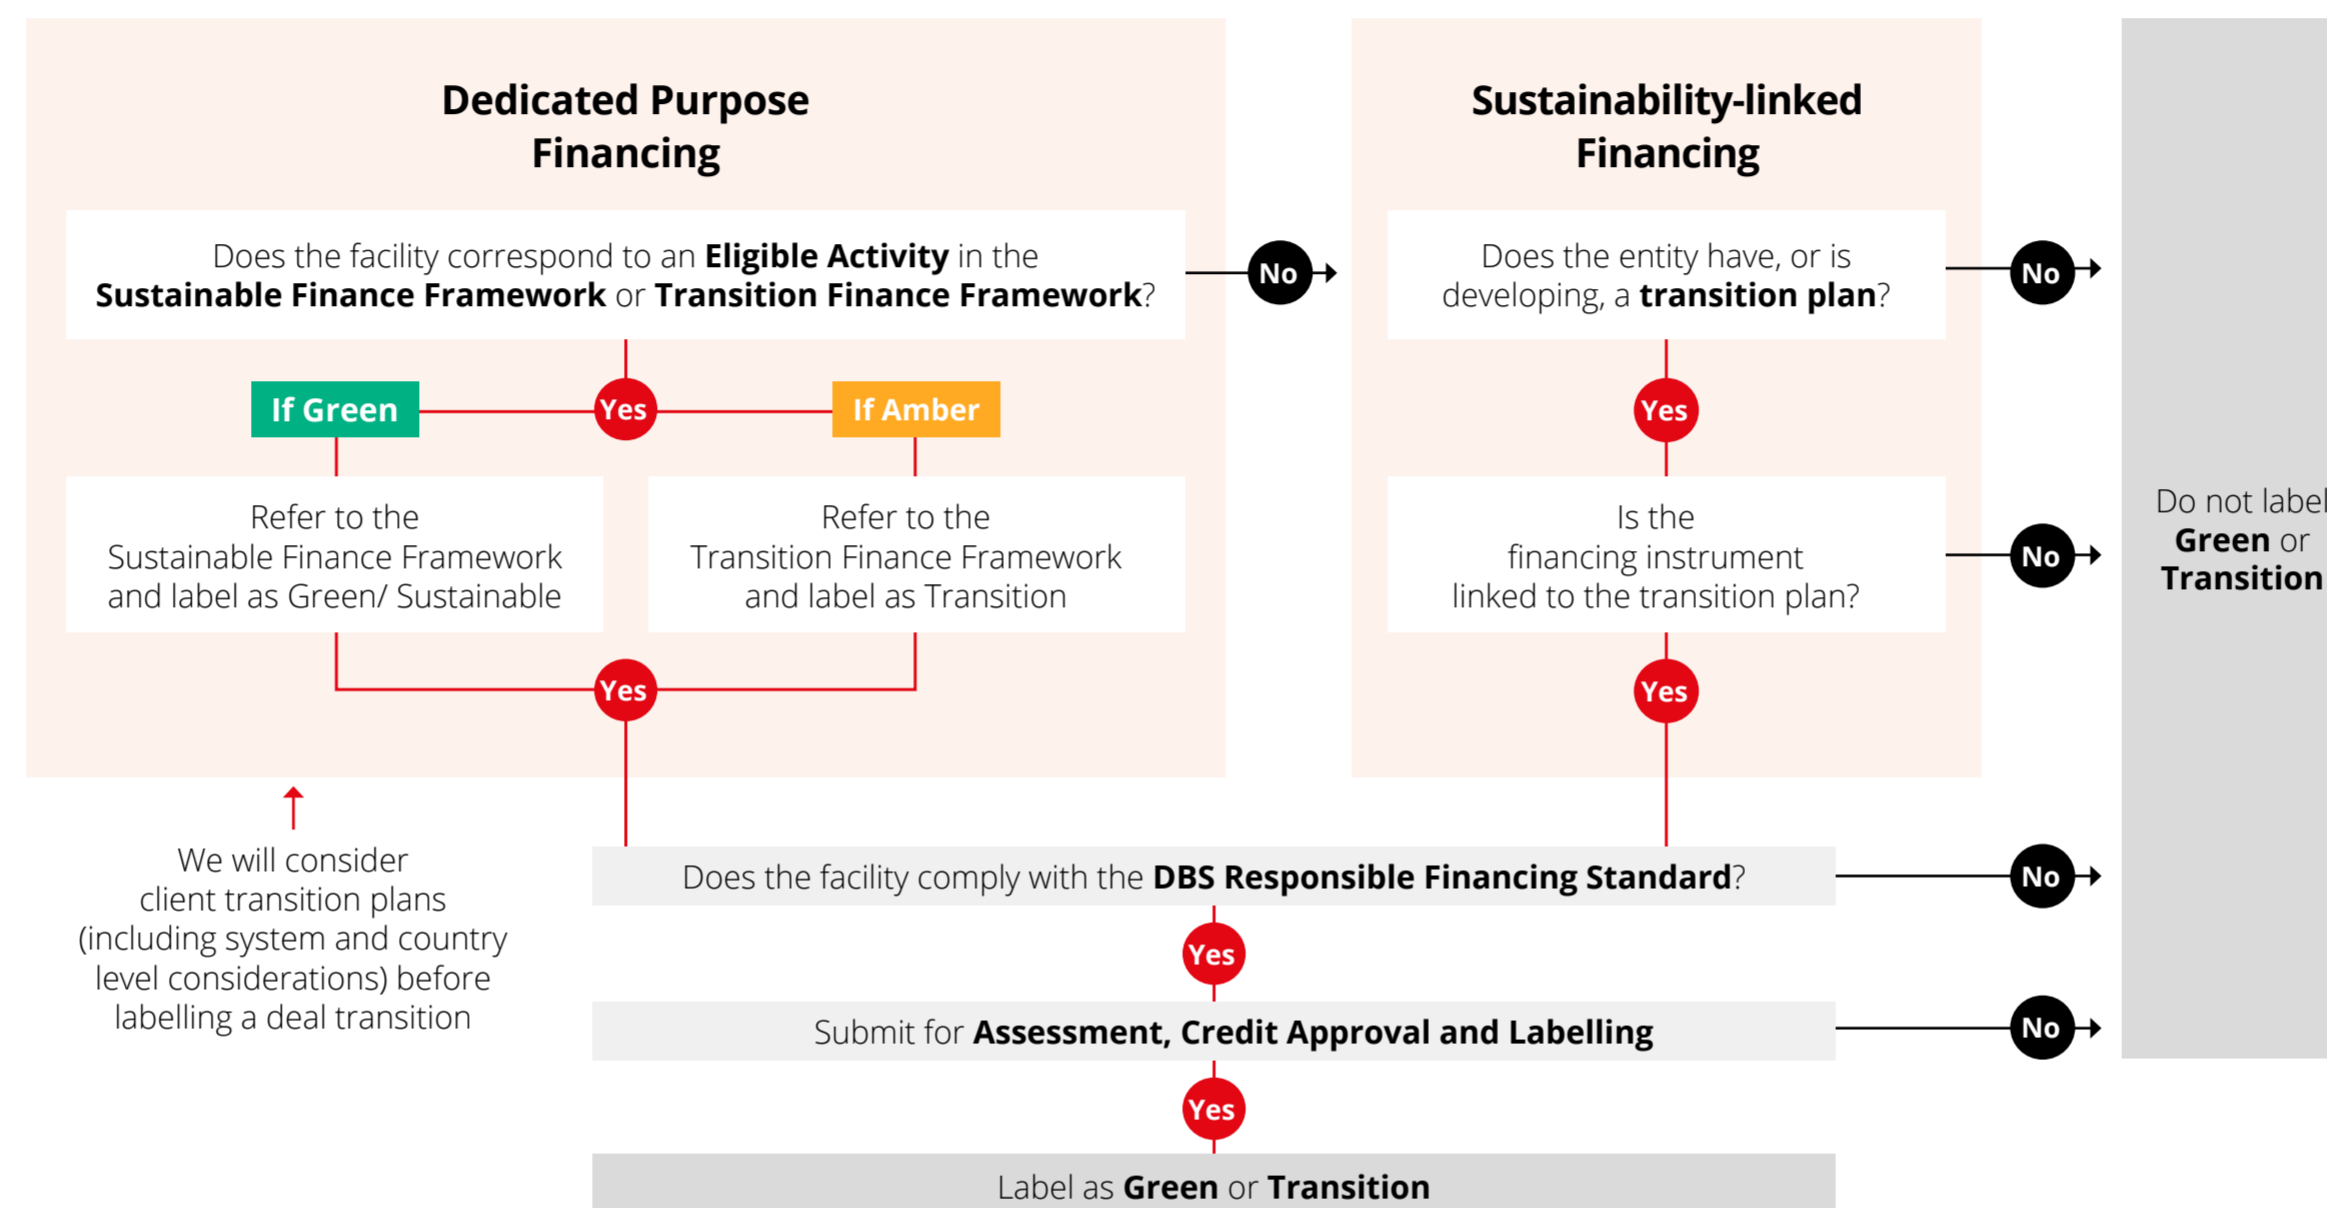 Dedicated Purpose
Financing
Does the facility correspond to an Eligible Activity in the
Sustainable Finance Framework or Transition Finance Framework?
No
If Green
Yes
If Amber
Refer to the
Sustainable Finance Framework
and label as Green/ Sustainable
Refer to the
Transition Finance Framework
and label as Transition
Yes
We will consider
client transition plans
(including system and country
level considerations) before
labelling a deal transition
Sustainability-linked
Financing
Does the entity have, or is
developing, a transition plan?
No
Yes
Is the
financing instrument
linked to the transition plan?
No
Yes
Does the facility comply with the DBS Responsible Financing Standard?
No
Yes
Submit for Assessment, Credit Approval and Labelling
No
Yes
Label as Green or Transition
Do not label
Green or
Transition